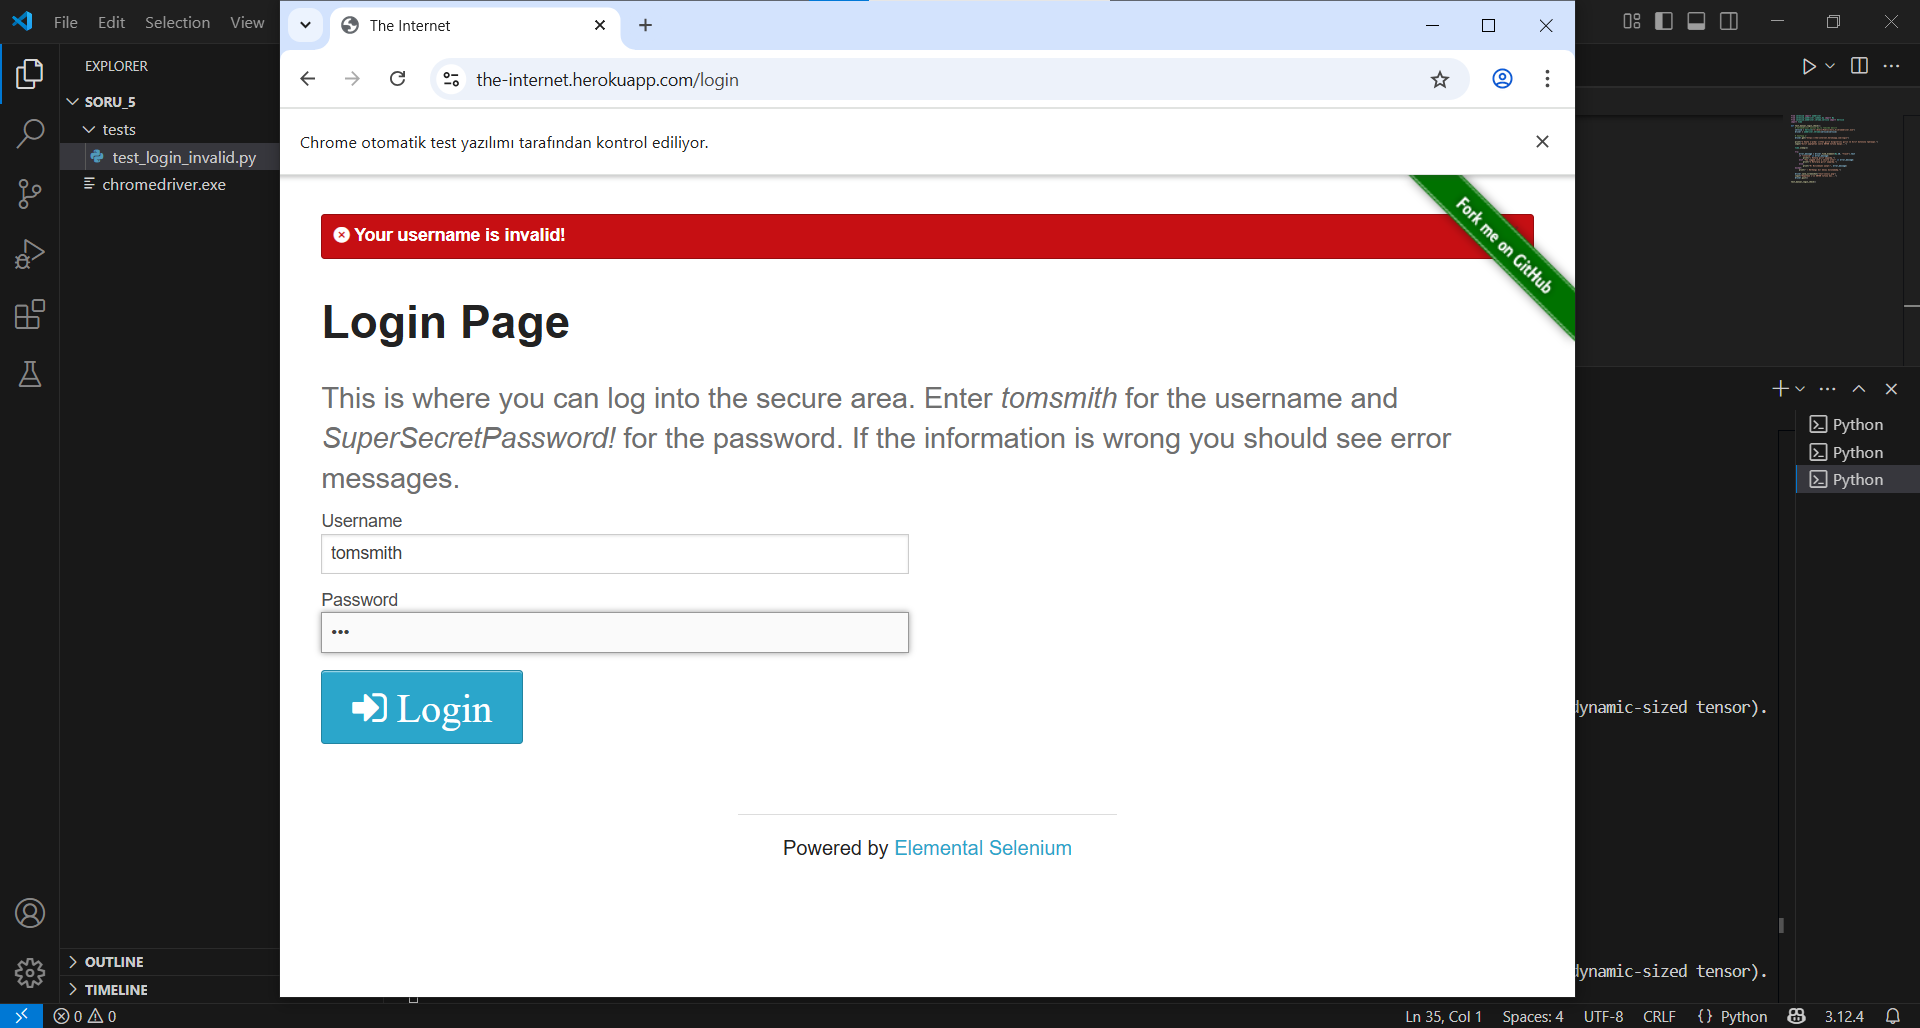 File Edit Selection View
The Internet
the-internet.herokuapp.com/login
Chrome otomatik test yazılımı tarafından kontrol ediliyor.
EXPLORER
SORU_5
tests
test_login_invalid.py
chromedriver.exe
Your username is invalid!
Fork me on GitHub
Login Page
This is where you can log into the secure area. Enter tomsmith for the username and
SuperSecretPassword! for the password. If the information is wrong you should see error
messages.
Username
tomsmith
Password
•••
Login
Powered by Elemental Selenium
Python
Python
Python
dynamic-sized tensor).
dynamic-sized tensor).
OUTLINE
TIMELINE
0 0
Ln 35, Col 1 Spaces: 4 UTF-8 CRLF {} Python 3.12.4